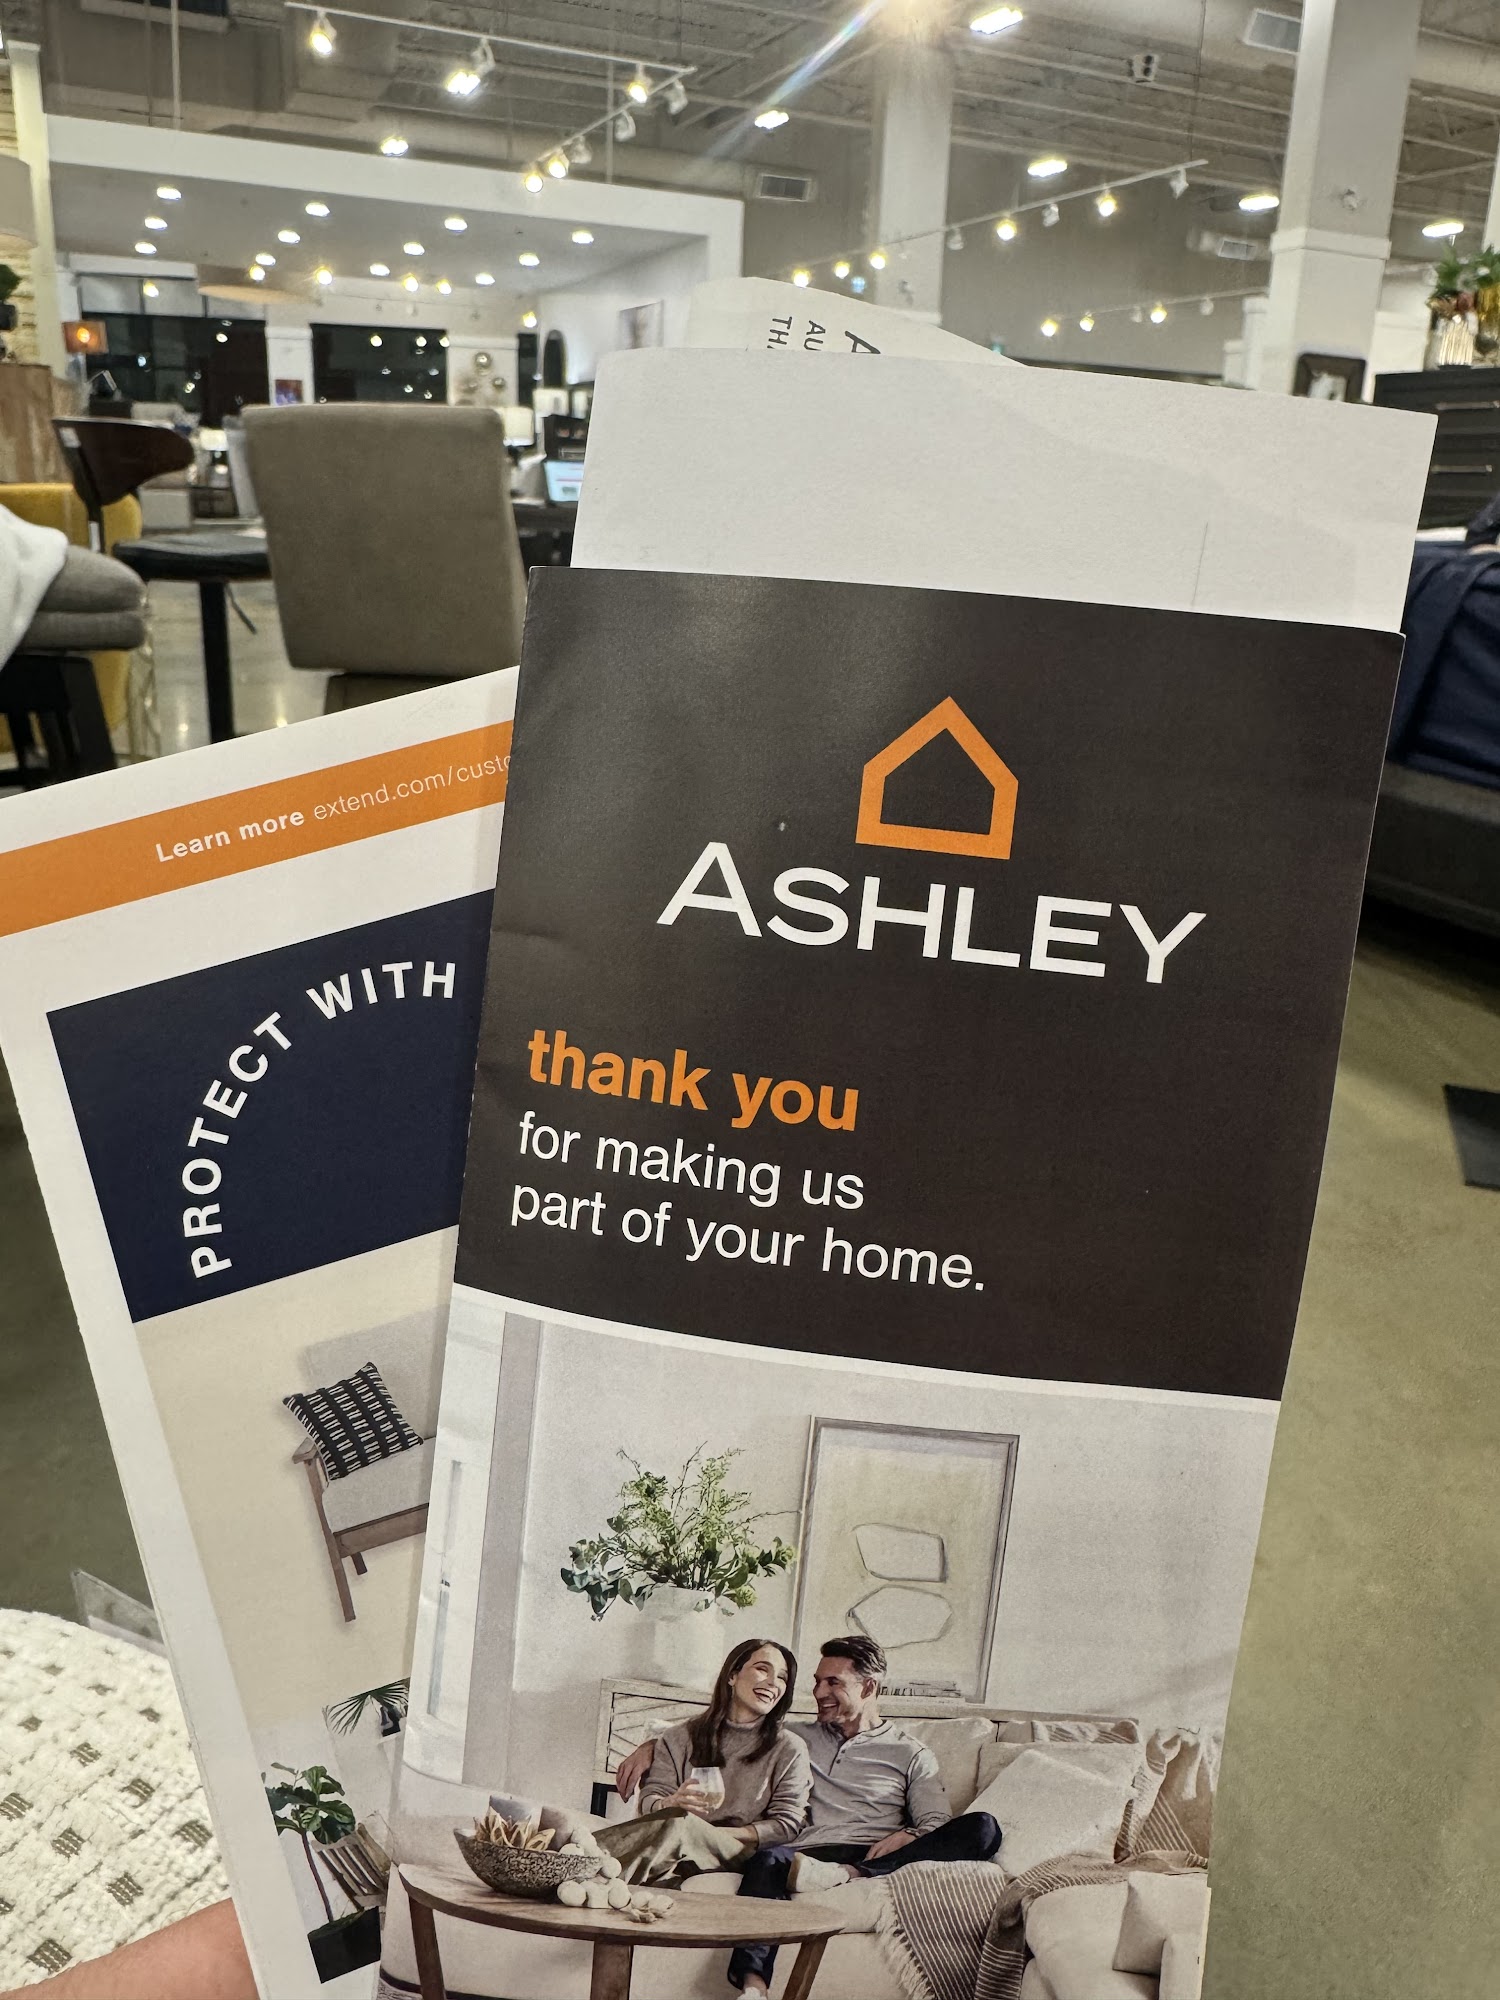 Learn more extend.com/custo
PROTECT WITH
ASHLEY
thank you
for making us
part of your home.